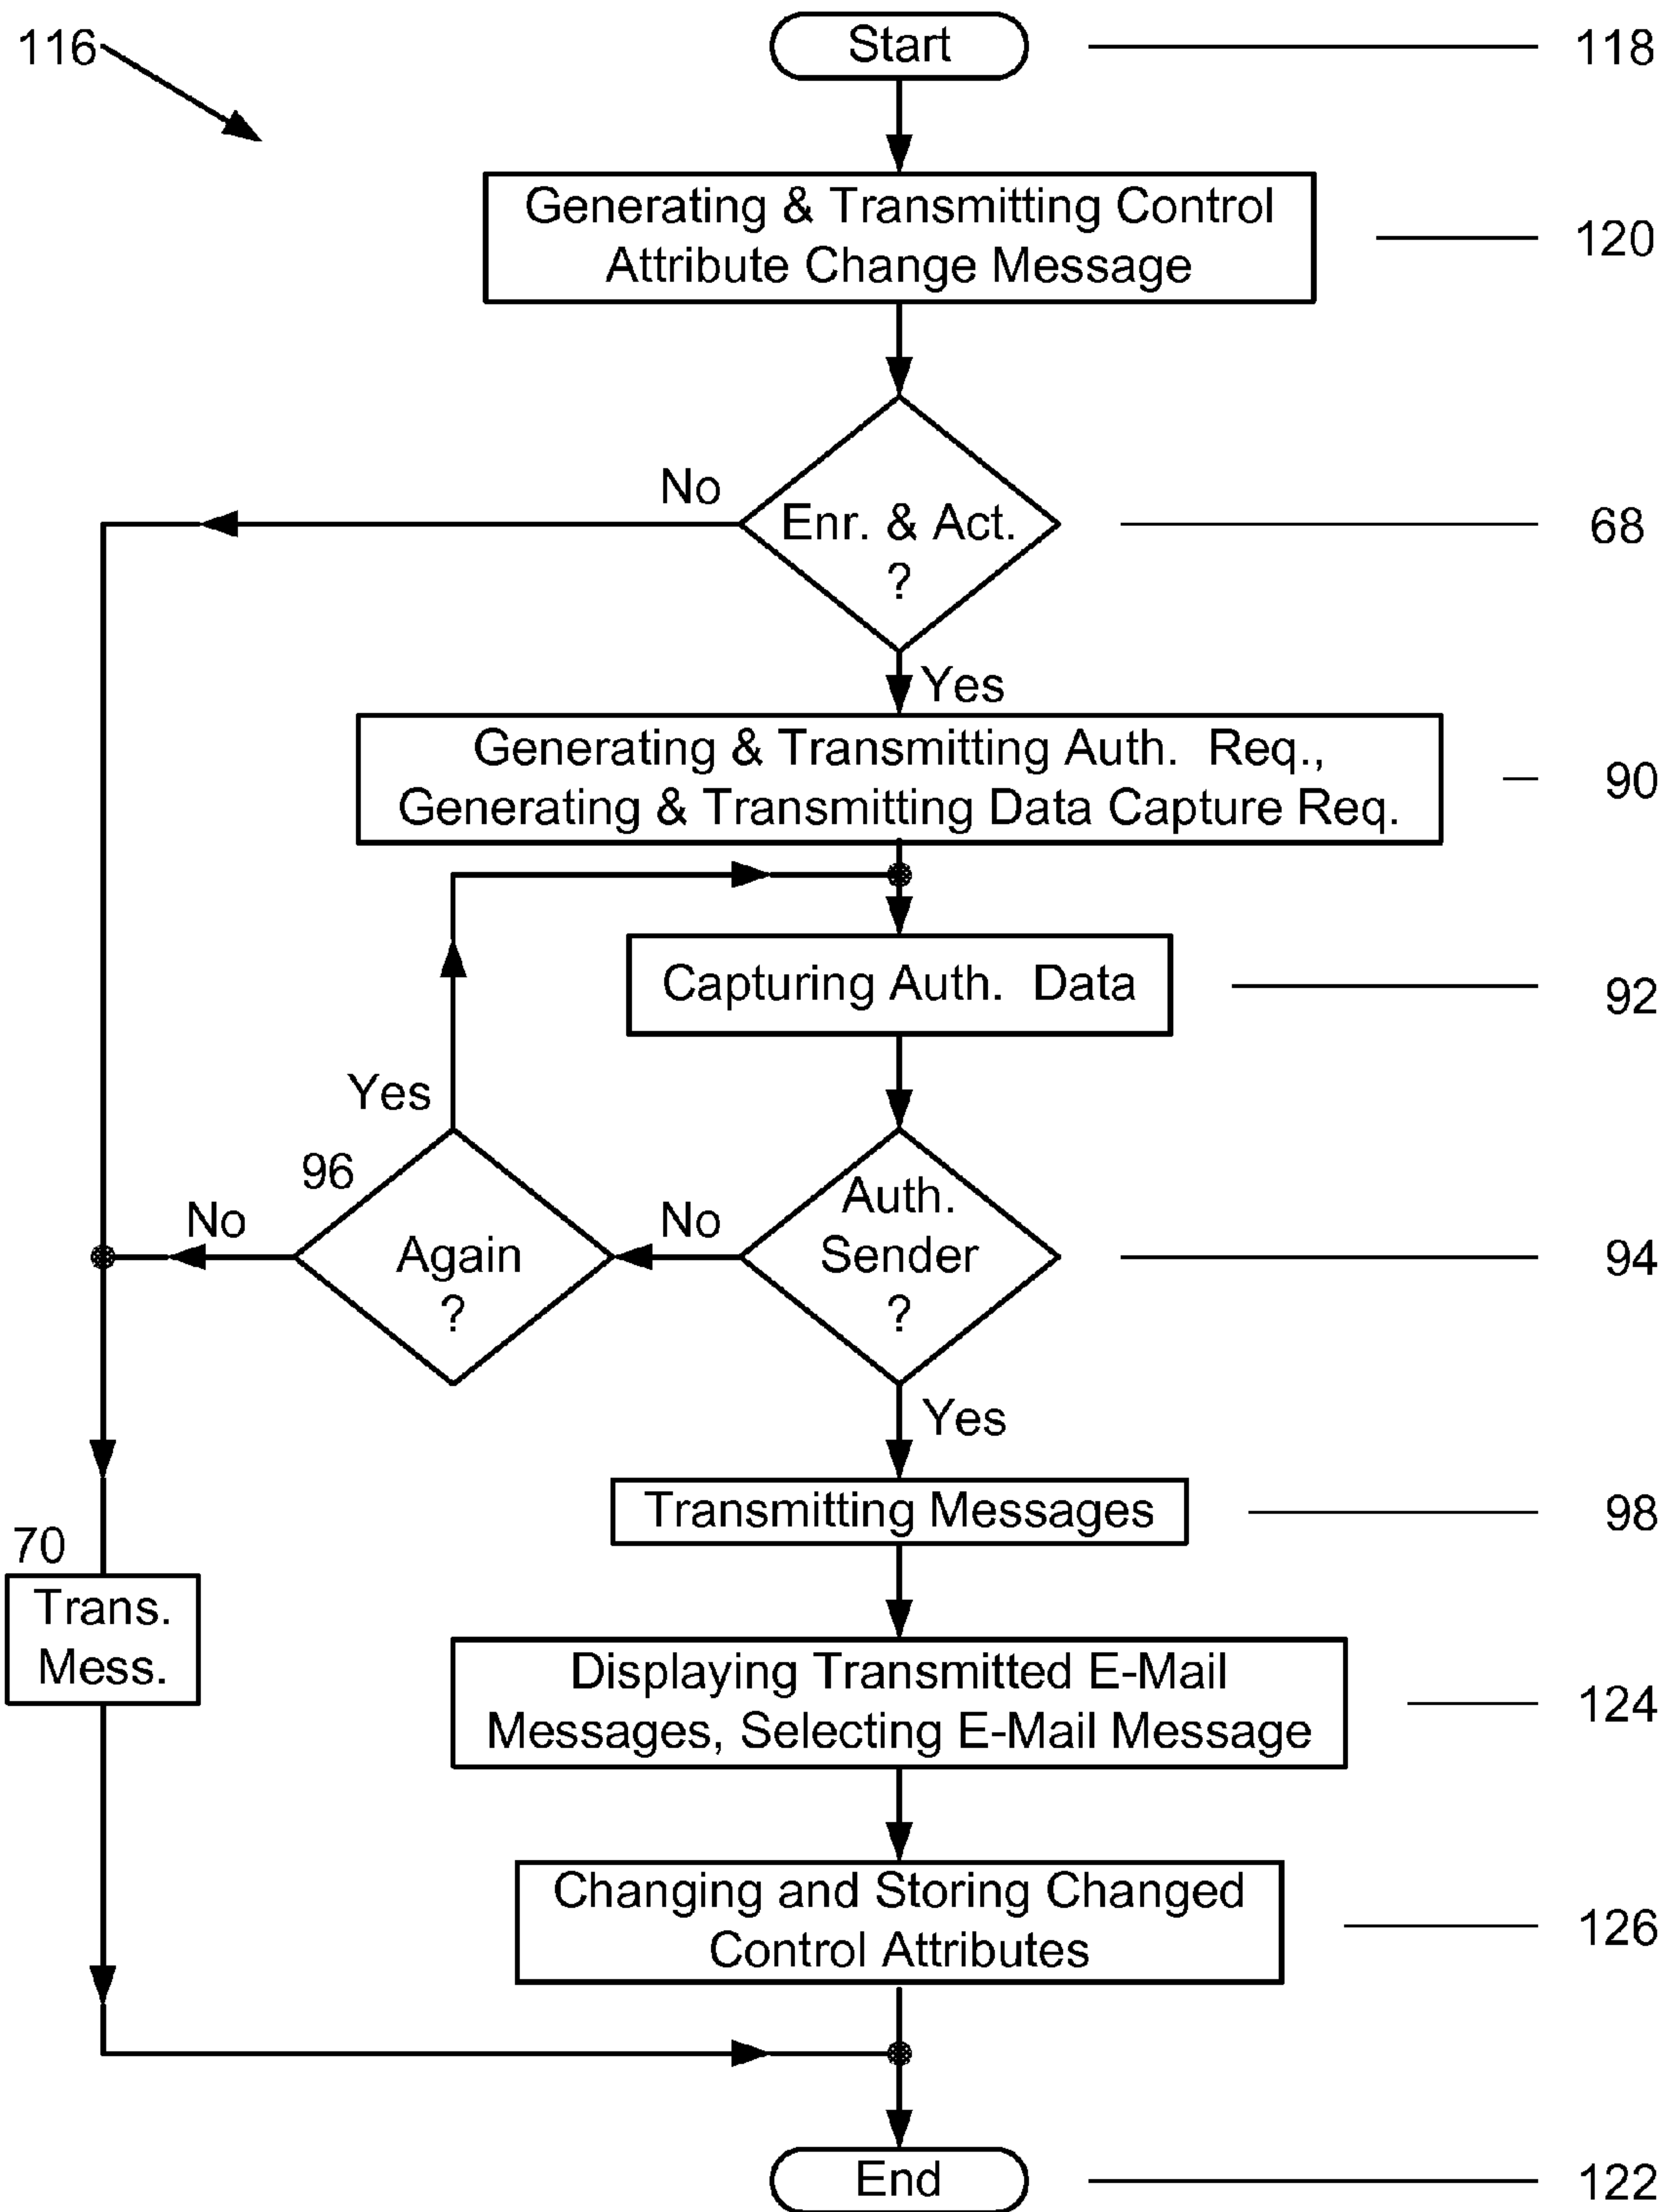 116
Start
118
Generating & Transmitting Control
Attribute Change Message
120
No
Enr. & Act.
?
68
Yes
Generating & Transmitting Auth. Req.,
Generating & Transmitting Data Capture Req.
90
Capturing Auth. Data
92
Yes
96
No
Again
?
No
Auth.
Sender
?
94
Yes
Transmitting Messages
98
70
Trans.
Mess.
Displaying Transmitted E-Mail
Messages, Selecting E-Mail Message
124
Changing and Storing Changed
Control Attributes
126
End
122